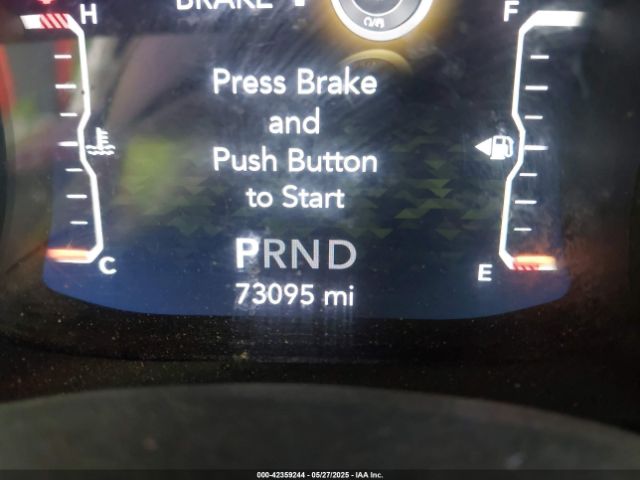 BRAKE
H
F
Press Brake
and
Push Button
to Start
C
E
PRND
73095 mi
000-42359244 - 05/27/2025 - IAA Inc.